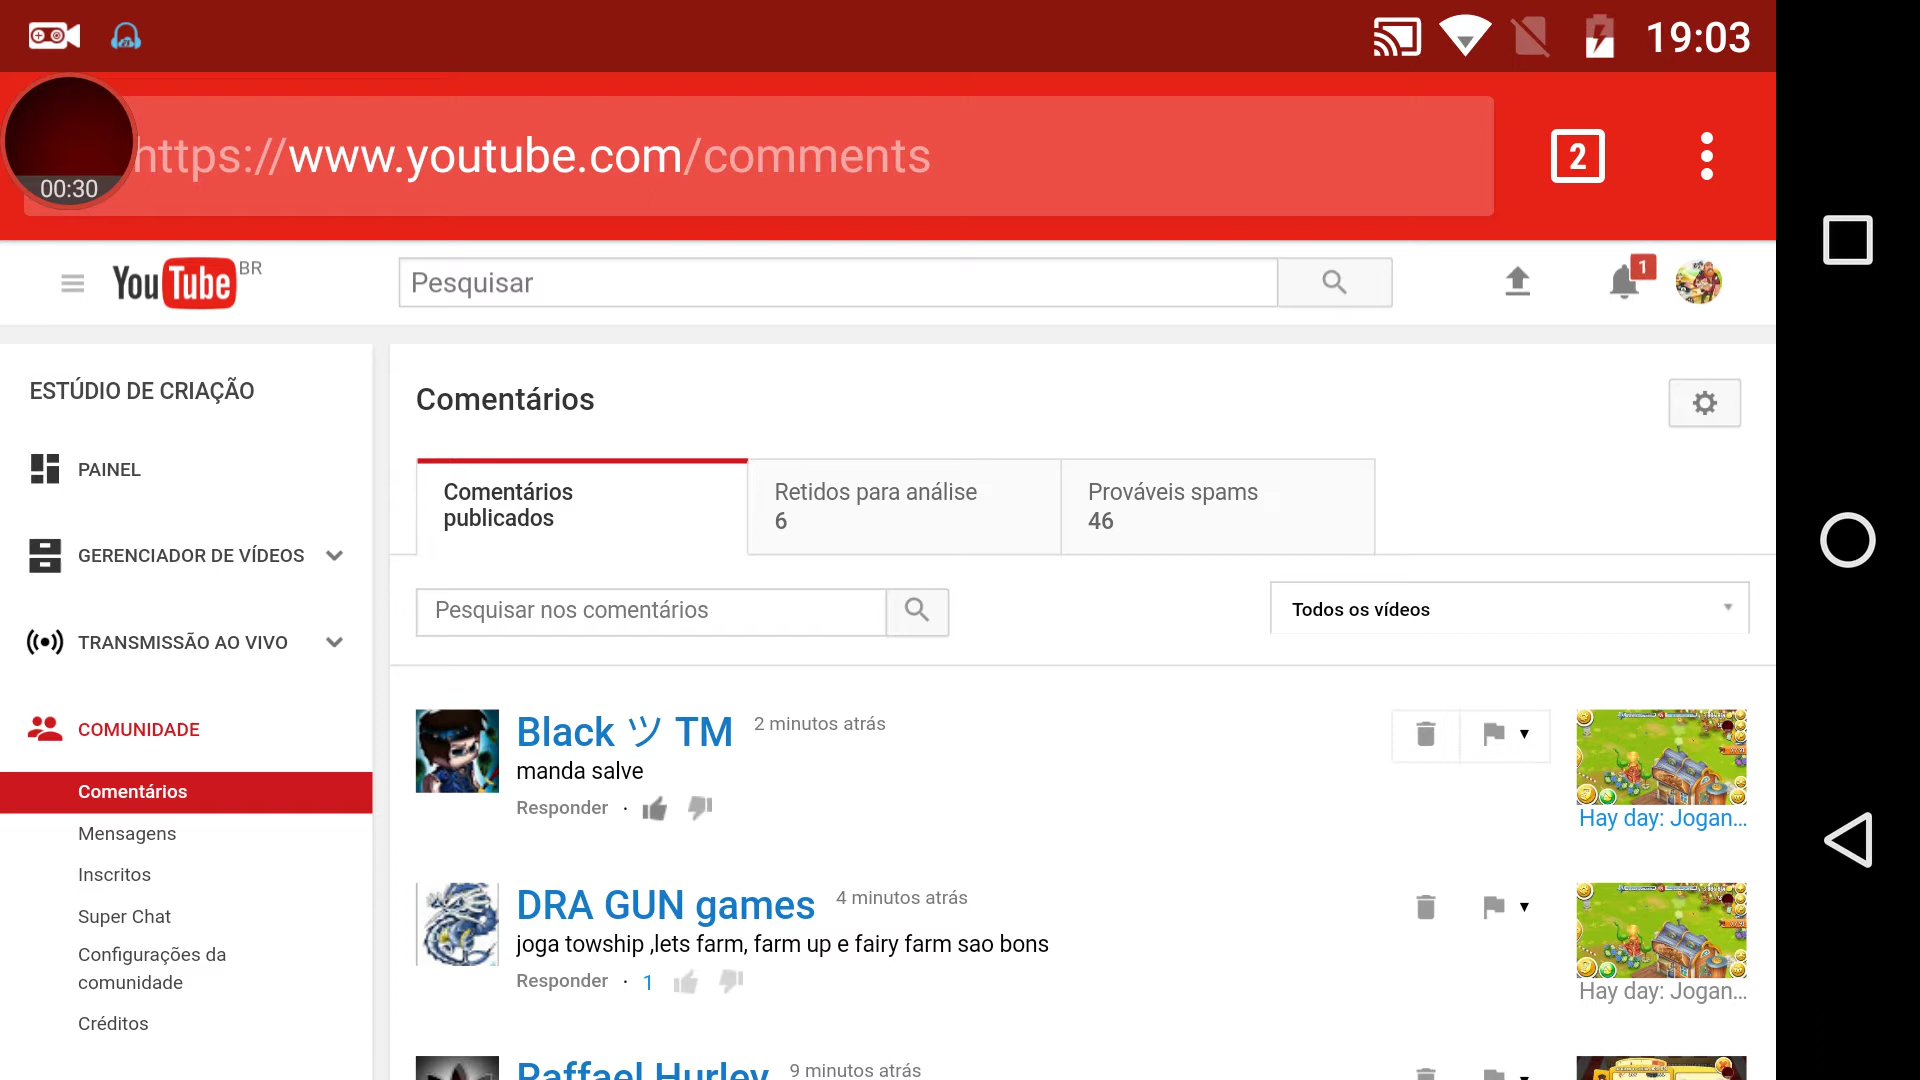 19:03
https://www.youtube.com/comments
2
00:30
YouTube BR
Pesquisar
1
ESTÚDIO DE CRIAÇÃO
PAINEL
GERENCIADOR DE VÍDEOS
TRANSMISSÃO AO VIVO
COMUNIDADE
Comentários
Mensagens
Inscritos
Super Chat
Configurações da
comunidade
Créditos
Comentários
Comentários
publicados
Retidos para análise
6
Prováveis spams
46
Pesquisar nos comentários
Todos os vídeos
Black ツ TM 2 minutos atrás
manda salve
Responder ·
Hay day: Jogan...
DRA GUN games 4 minutos atrás
joga towship ,lets farm, farm up e fairy farm sao bons
Responder · 1
Hay day: Jogan...
Raffael Hurley 9 minutos atrás